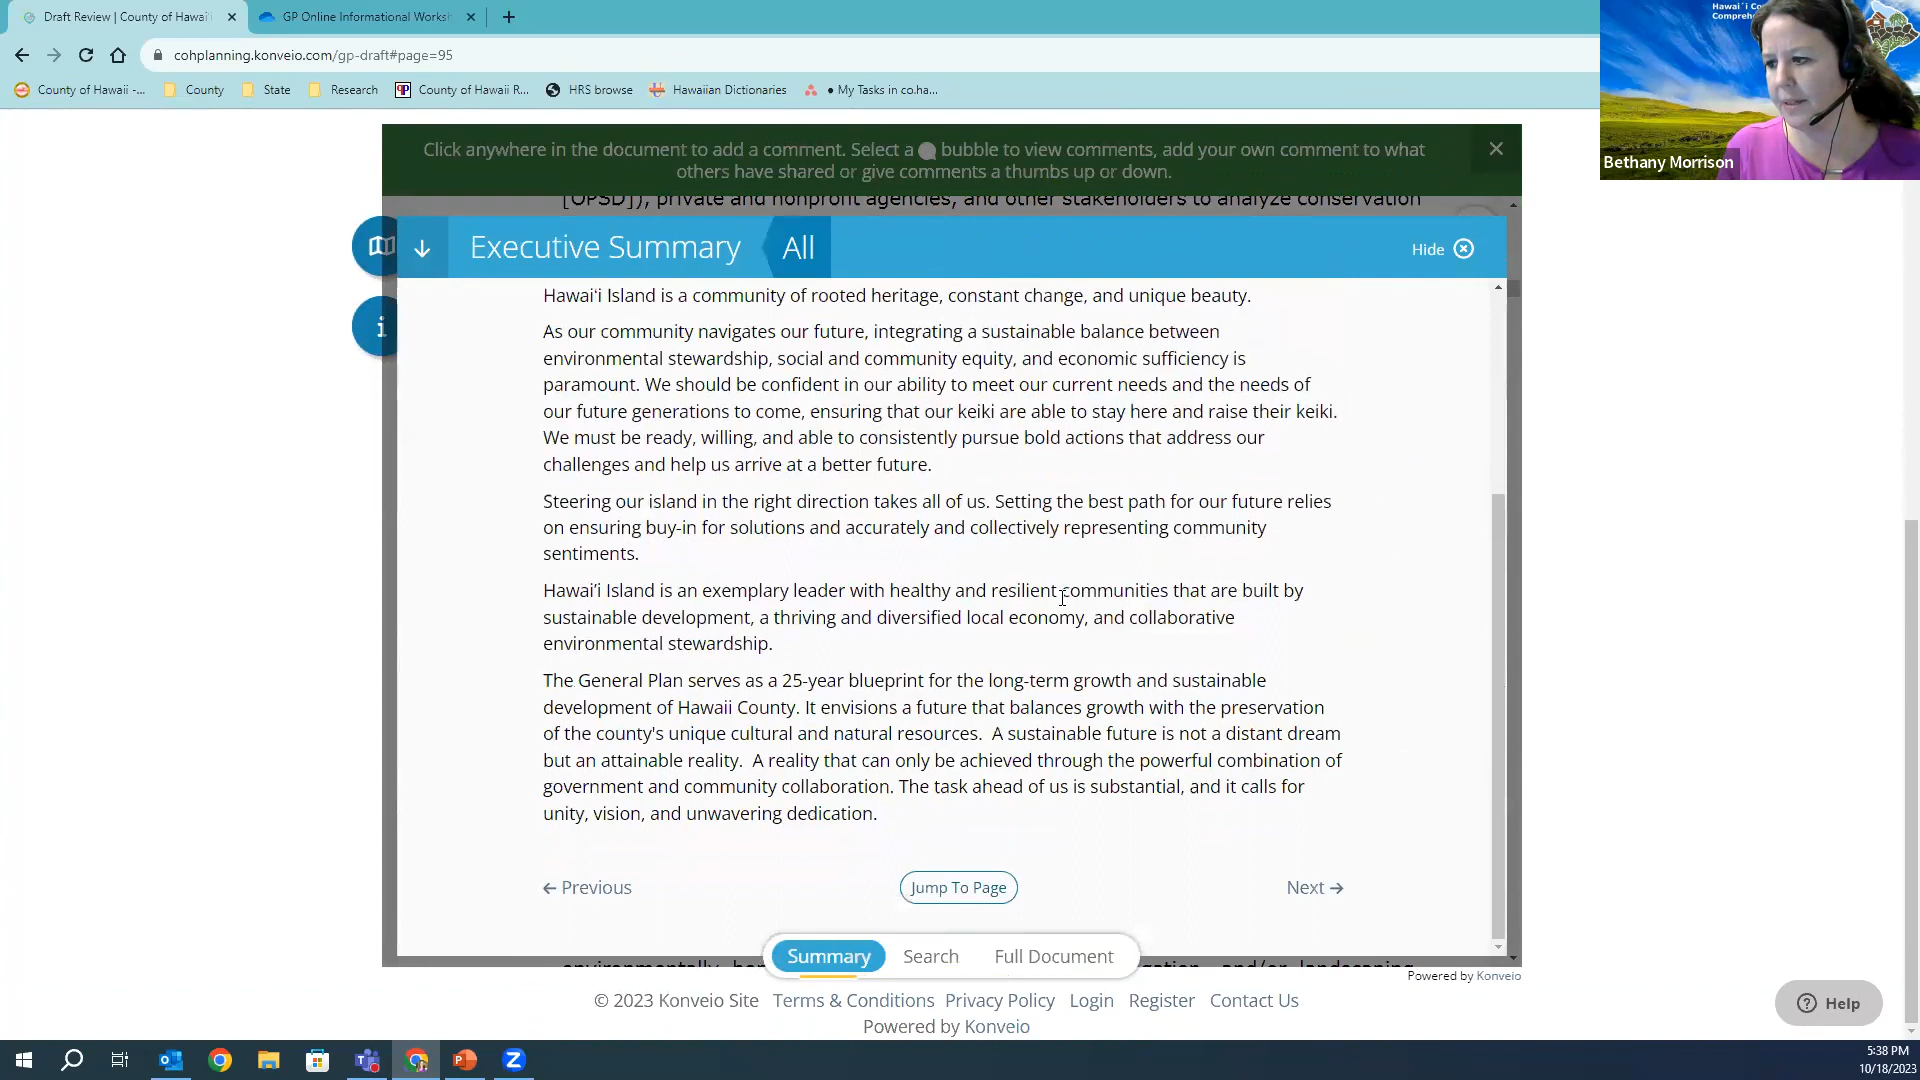 Draft Review | County of Hawai'i
GP Online Informational Worksh
cohplanning.konveio.com/gp-draft#page=95
County of Hawaii -...
County
State
Research
County of Hawaii R...
HRS browse
Hawaiian Dictionaries
● My Tasks in co.ha...
Hawai´i Co
Comprehe
Bethany Morrison
Click anywhere in the document to add a comment. Select a bubble to view comments, add your own comment to what
others have shared or give comments a thumbs up or down.
[OPSD]), private and nonprofit agencies, and other stakeholders to analyze conservation
Executive Summary
All
Hide
Hawaiʻi Island is a community of rooted heritage, constant change, and unique beauty.
As our community navigates our future, integrating a sustainable balance between
environmental stewardship, social and community equity, and economic sufficiency is
paramount. We should be confident in our ability to meet our current needs and the needs of
our future generations to come, ensuring that our keiki are able to stay here and raise their keiki.
We must be ready, willing, and able to consistently pursue bold actions that address our
challenges and help us arrive at a better future.
Steering our island in the right direction takes all of us. Setting the best path for our future relies
on ensuring buy-in for solutions and accurately and collectively representing community
sentiments.
Hawai'i Island is an exemplary leader with healthy and resilient communities that are built by
sustainable development, a thriving and diversified local economy, and collaborative
environmental stewardship.
The General Plan serves as a 25-year blueprint for the long-term growth and sustainable
development of Hawaii County. It envisions a future that balances growth with the preservation
of the county's unique cultural and natural resources.  A sustainable future is not a distant dream
but an attainable reality.  A reality that can only be achieved through the powerful combination of
government and community collaboration. The task ahead of us is substantial, and it calls for
unity, vision, and unwavering dedication.
← Previous
Jump To Page
Next →
Summary
Search
Full Document
Powered by Konveio
© 2023 Konveio Site
Terms & Conditions
Privacy Policy
Login
Register
Contact Us
Powered by Konveio
Help
5:38 PM
10/18/2023